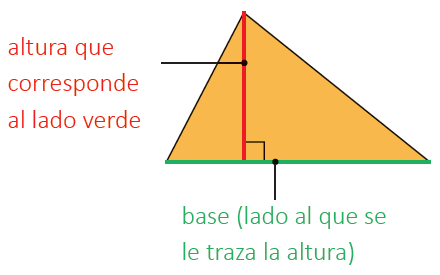 altura que
corresponde
al lado verde
base (lado al que se
le traza la altura)